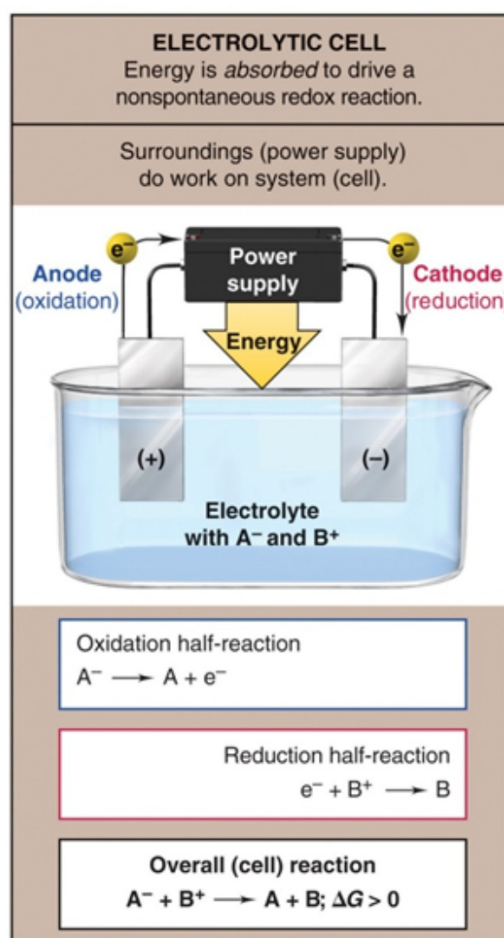 ELECTROLYTIC CELL
Energy is absorbed to drive a
nonspontaneous redox reaction.
Surroundings (power supply)
do work on system (cell).
e⁻
Power
supply
e⁻
Anode
(oxidation)
Cathode
(reduction)
Energy
(+)
(–)
Electrolyte
with A⁻ and B⁺
Oxidation half-reaction
A⁻ ⟶ A + e⁻
Reduction half-reaction
e⁻ + B⁺ ⟶ B
Overall (cell) reaction
A⁻ + B⁺ ⟶ A + B; ΔG > 0